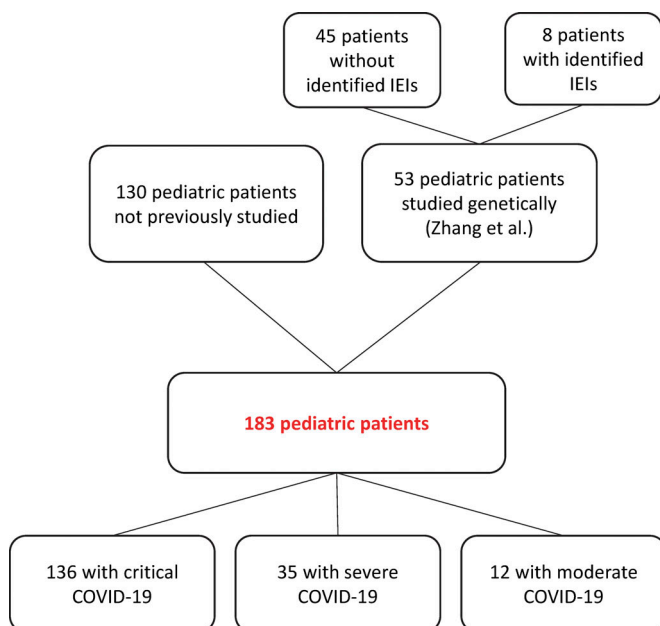 45 patients
without
identified IEIs
8 patients
with identified
IEIs
130 pediatric patients
not previously studied
53 pediatric patients
studied genetically
(Zhang et al.)
183 pediatric patients
136 with critical
COVID-19
35 with severe
COVID-19
12 with moderate
COVID-19